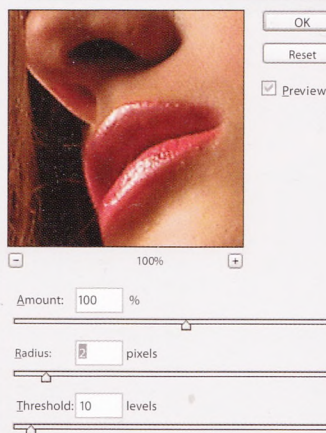 OK
Reset
Preview
100%
Amount: 100 %
Radius: 2 pixels
Threshold: 10 levels